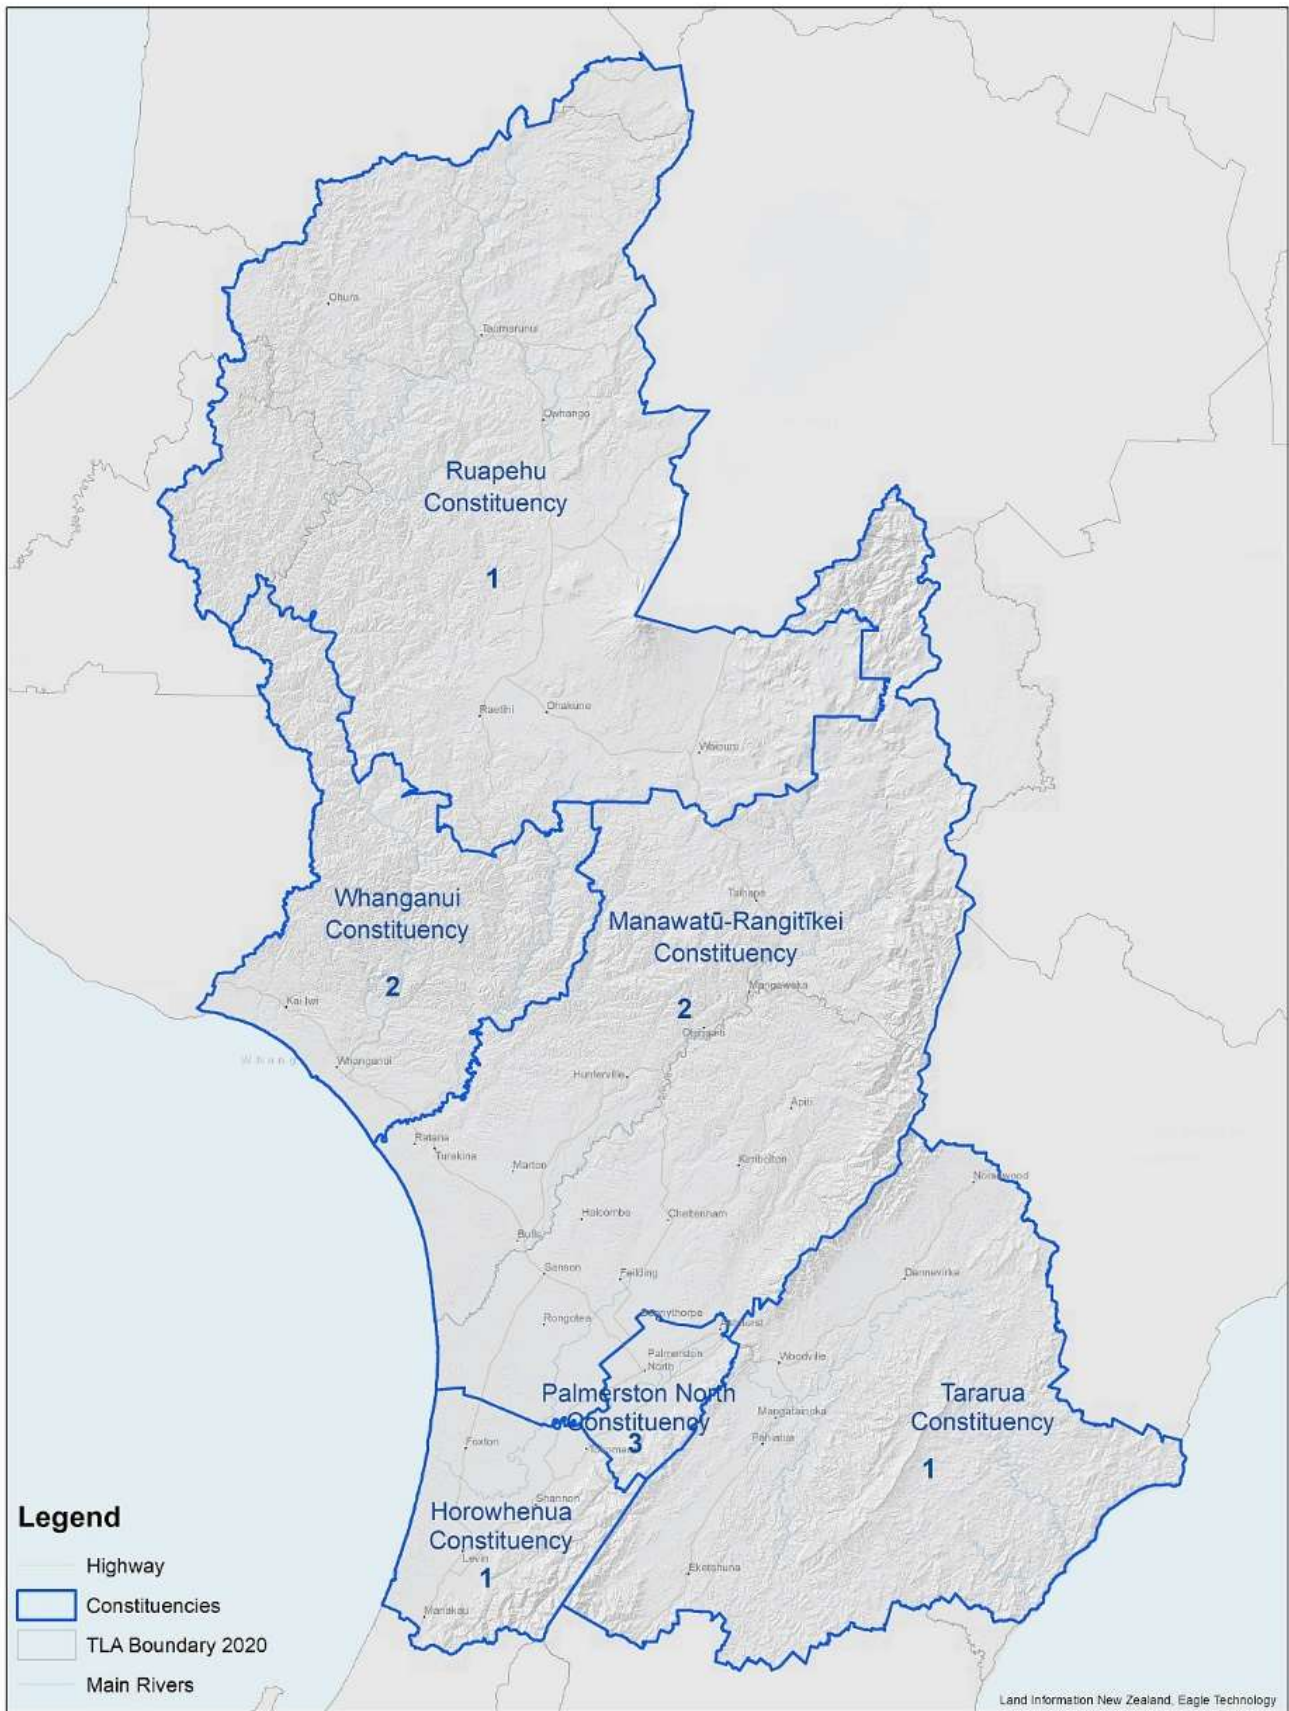 Ohura
Taumarunui
Owhango
Ruapehu
Constituency
1
Raetihi
Ohakune
Waiouru
Whanganui
Constituency
2
Kai Iwi
Whang
Whanganui
Taihape
Manawatū-Rangitīkei
Constituency
2
Mangaweka
Hunterville
Apiti
Ratana
Turakina
Marton
Kimbolton
Norsewood
Halcombe
Cheltenham
Bulls
Sanson
Feilding
Dannevirke
Rongotea
Bunnythorpe
Ashhurst
Palmerston
North
Woodville
Palmerston North
Constituency
3
Mangatainoka
Pahiatua
Tararua
Constituency
1
Foxton
Shannon
Horowhenua
Constituency
Levin
1
Eketahuna
Manakau
Legend
Highway
Constituencies
TLA Boundary 2020
Main Rivers
Land Information New Zealand, Eagle Technology